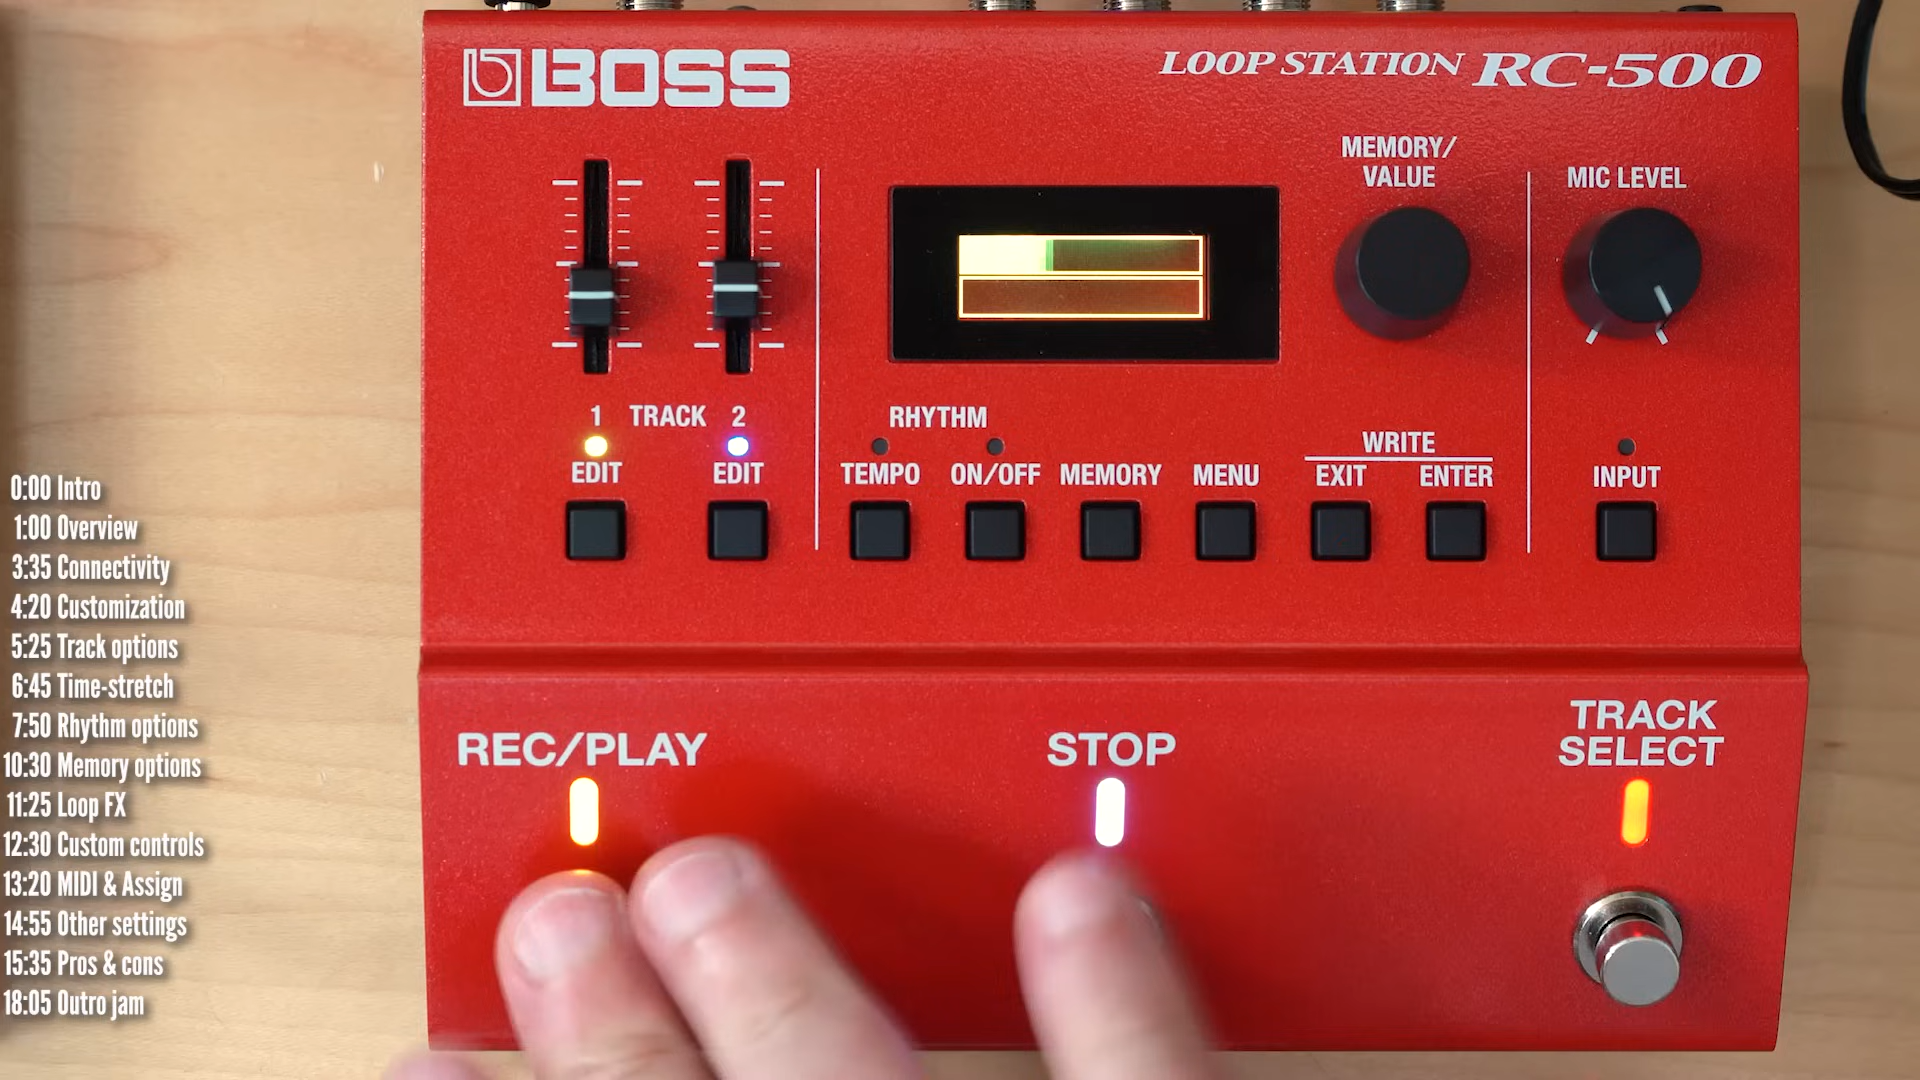 BOSS
LOOP STATION RC-500
MEMORY/
VALUE
MIC LEVEL
1 TRACK 2
EDIT EDIT
RHYTHM
TEMPO ON/OFF MEMORY MENU
WRITE
EXIT ENTER
INPUT
REC/PLAY
STOP
TRACK
SELECT
0:00 Intro
1:00 Overview
3:35 Connectivity
4:20 Customization
5:25 Track options
6:45 Time-stretch
7:50 Rhythm options
10:30 Memory options
11:25 Loop FX
12:30 Custom controls
13:20 MIDI & Assign
14:55 Other settings
15:35 Pros & cons
18:05 Outro jam